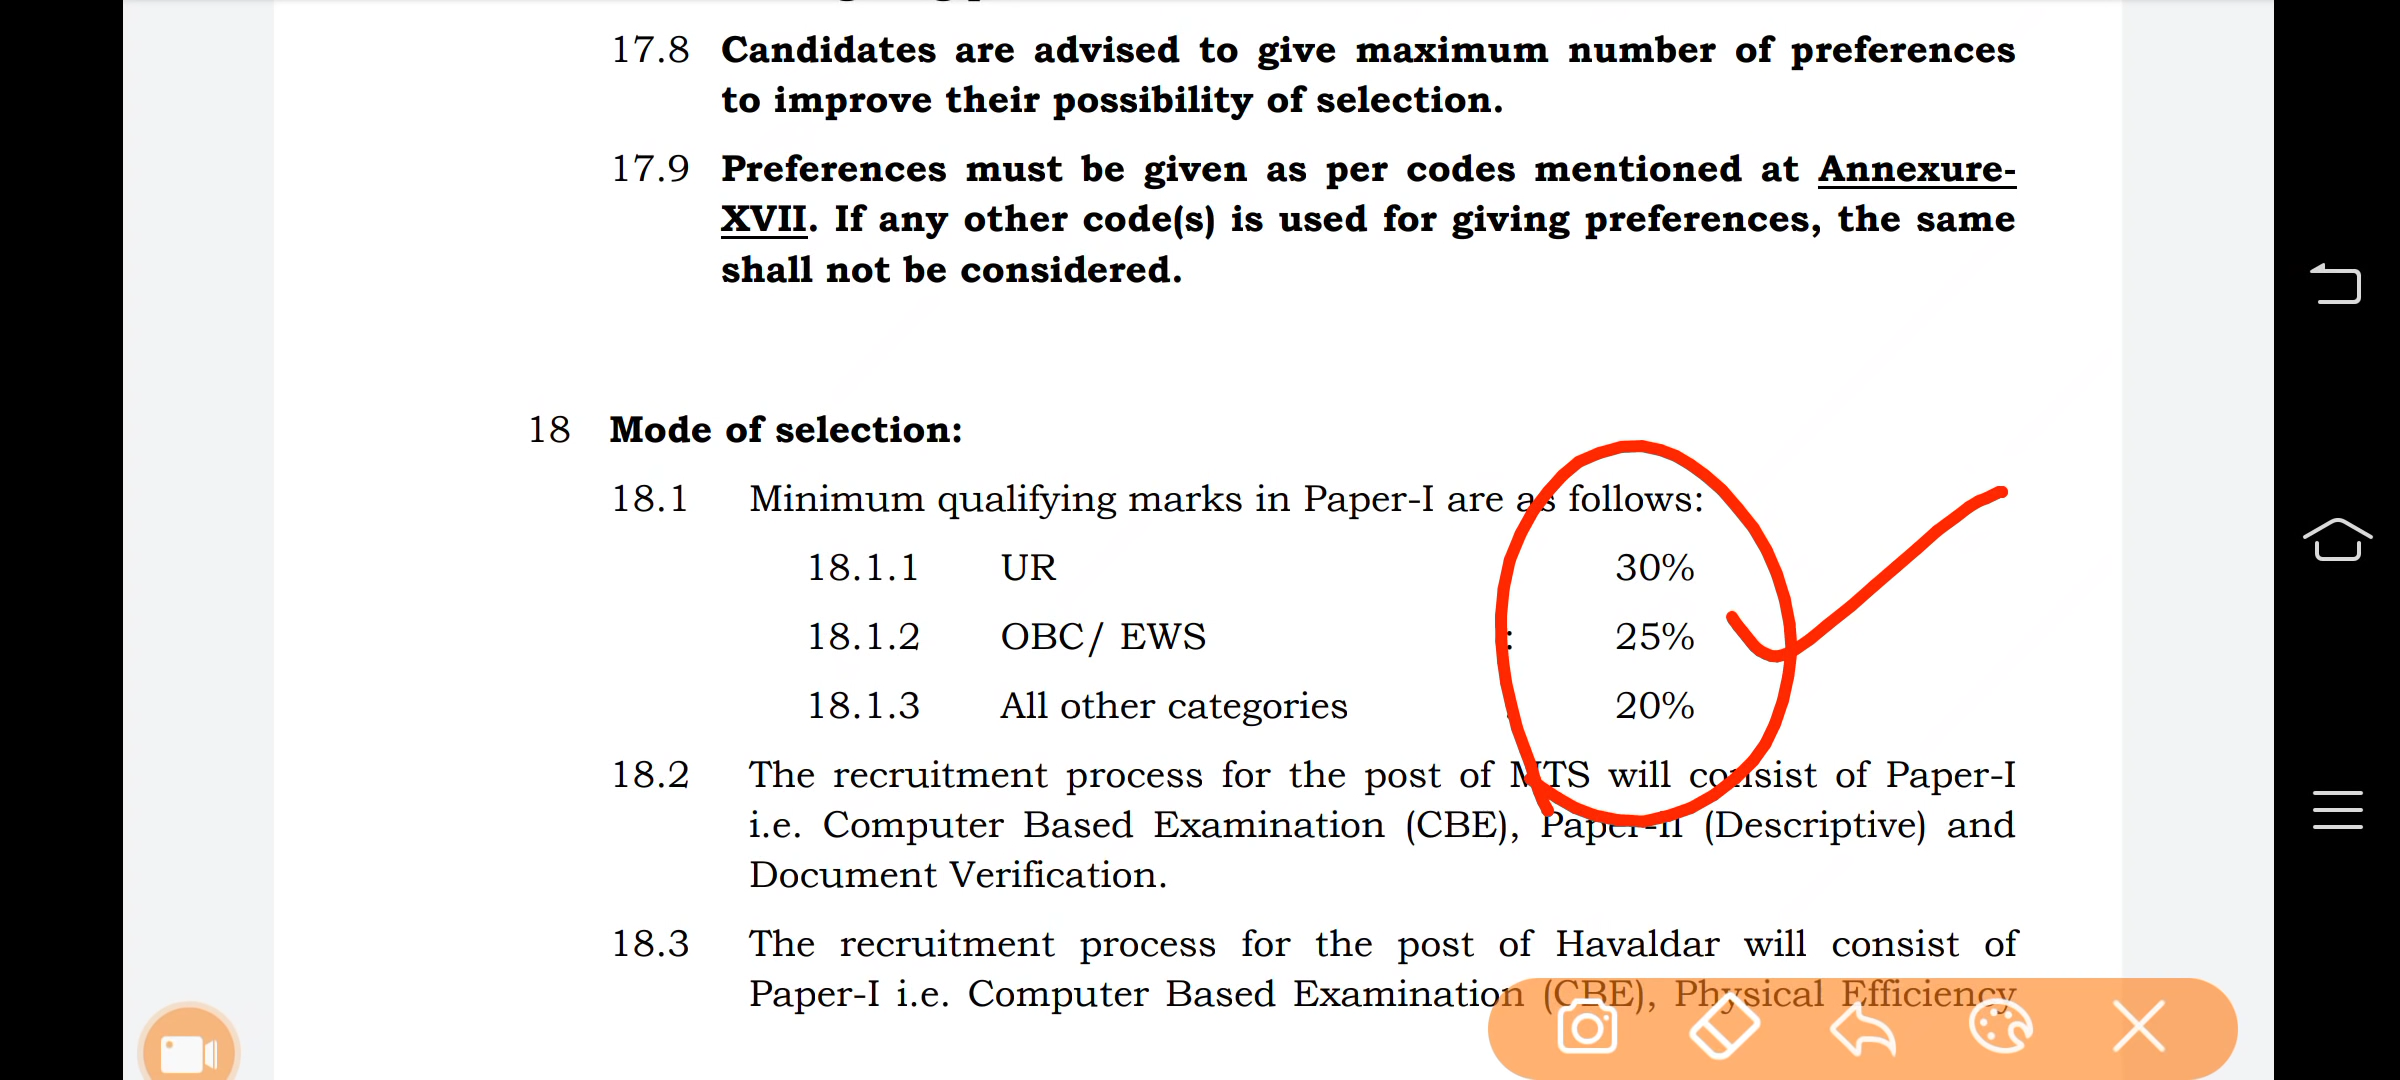 17.8 Candidates are advised to give maximum number of preferences
to improve their possibility of selection.
17.9 Preferences must be given as per codes mentioned at Annexure-
XVII. If any other code(s) is used for giving preferences, the same
shall not be considered.
18 Mode of selection:
18.1 Minimum qualifying marks in Paper-I are as follows:
18.1.1 UR 30%
18.1.2 OBC/ EWS : 25%
18.1.3 All other categories 20%
18.2 The recruitment process for the post of MTS will consist of Paper-I
i.e. Computer Based Examination (CBE), Paper-II (Descriptive) and
Document Verification.
18.3 The recruitment process for the post of Havaldar will consist of
Paper-I i.e. Computer Based Examination (CBE), Physical Efficiency